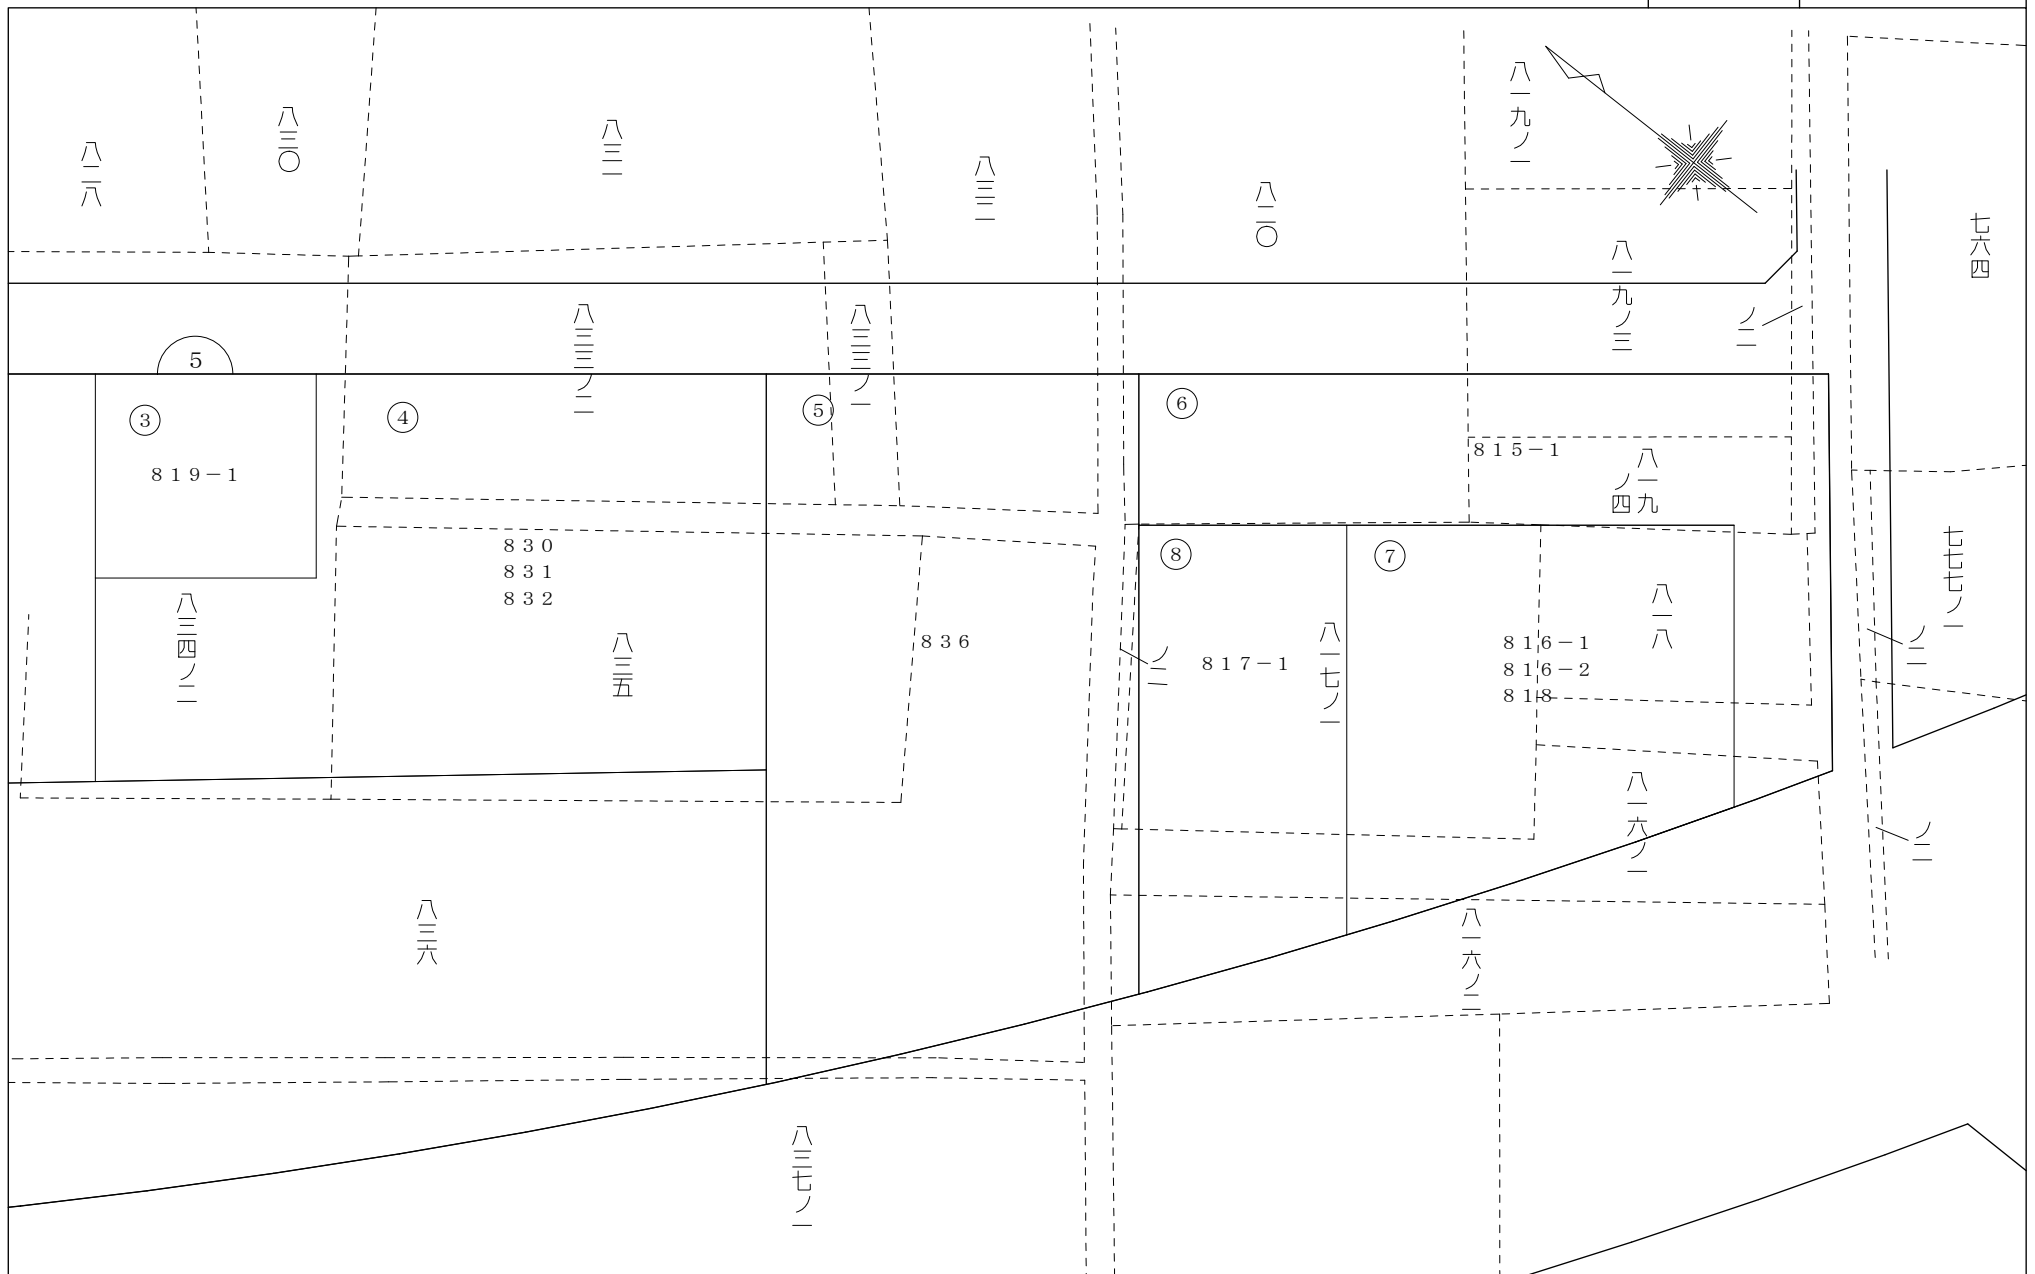 八二八
八三〇
八三一
八三二
八二〇
八一九ノ一
七六四
八一九ノ三
ノ二
八三三ノ二
八三三ノ一
5
3
4
5
6
819-1
815-1
八一九
ノ四
830
831
832
8
7
七七七ノ一
八三四ノ二
八三五
836
ノ二
817-1
八一七ノ一
816-1
816-2
818
八一八
ノ二
八一六ノ一
ノ二
八三六
八一六ノ二
八三七ノ一